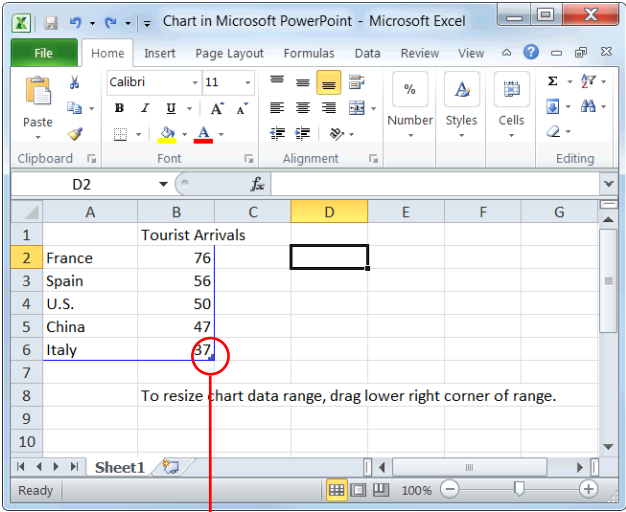 Chart in Microsoft PowerPoint - Microsoft Excel
File Home Insert Page Layout Formulas Data Review View
Calibri 11
Paste B I U A A % A Number Styles Cells Σ
A
Clipboard Font Alignment Editing
D2 fx
A B C D E F G
1 Tourist Arrivals
2 France 76
3 Spain 56
4 U.S. 50
5 China 47
6 Italy 37
7
8 To resize chart data range, drag lower right corner of range.
9
10
Sheet1
Ready 100%